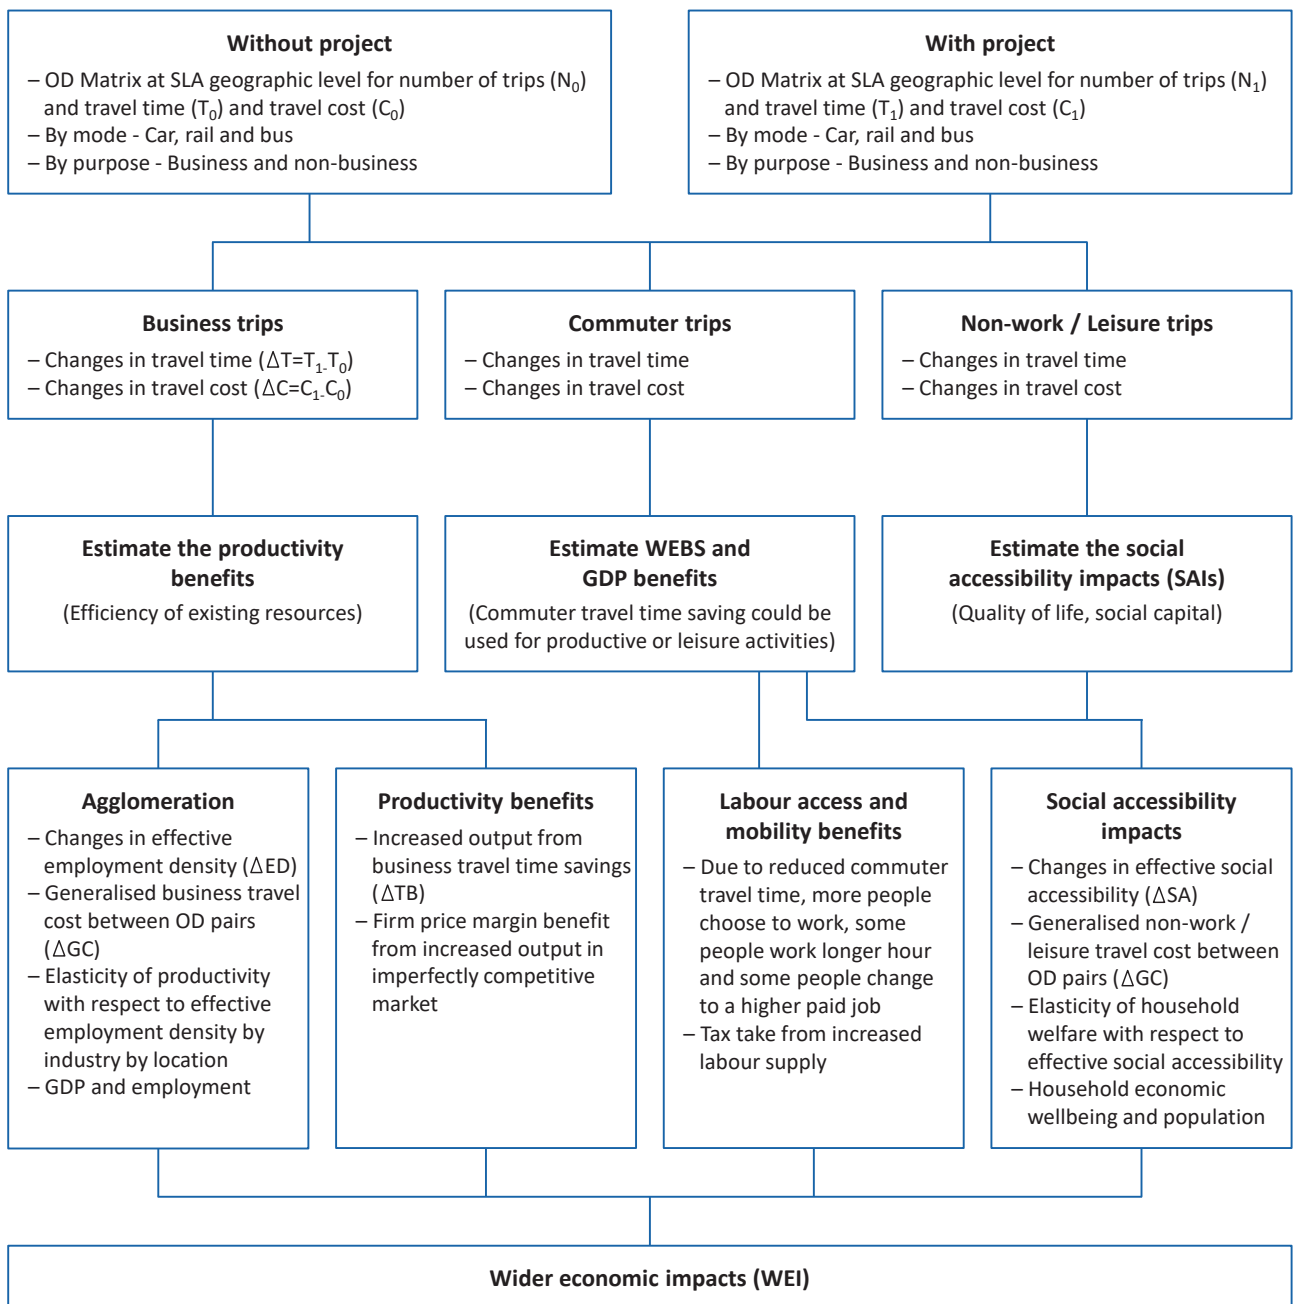 Without project
– OD Matrix at SLA geographic level for number of trips (N₀)
and travel time (T₀) and travel cost (C₀)
– By mode - Car, rail and bus
– By purpose - Business and non-business
With project
– OD Matrix at SLA geographic level for number of trips (N₁)
and travel time (T₁) and travel cost (C₁)
– By mode - Car, rail and bus
– By purpose - Business and non-business
Business trips
– Changes in travel time (△T=T₁₋T₀)
– Changes in travel cost (△C=C₁₋C₀)
Commuter trips
– Changes in travel time
– Changes in travel cost
Non-work / Leisure trips
– Changes in travel time
– Changes in travel cost
Estimate the productivity
benefits
(Efficiency of existing resources)
Estimate WEBS and
GDP benefits
(Commuter travel time saving could be
used for productive or leisure activities)
Estimate the social
accessibility impacts (SAIs)
(Quality of life, social capital)
Agglomeration
– Changes in effective
employment density (△ED)
– Generalised business travel
cost between OD pairs
(△GC)
– Elasticity of productivity
with respect to effective
employment density by
industry by location
– GDP and employment
Productivity benefits
– Increased output from
business travel time savings
(△TB)
– Firm price margin benefit
from increased output in
imperfectly competitive
market
Labour access and
mobility benefits
– Due to reduced commuter
travel time, more people
choose to work, some
people work longer hour
and some people change
to a higher paid job
– Tax take from increased
labour supply
Social accessibility
impacts
– Changes in effective social
accessibility (△SA)
– Generalised non-work /
leisure travel cost between
OD pairs (△GC)
– Elasticity of household
welfare with respect to
effective social accessibility
– Household economic
wellbeing and population
Wider economic impacts (WEI)